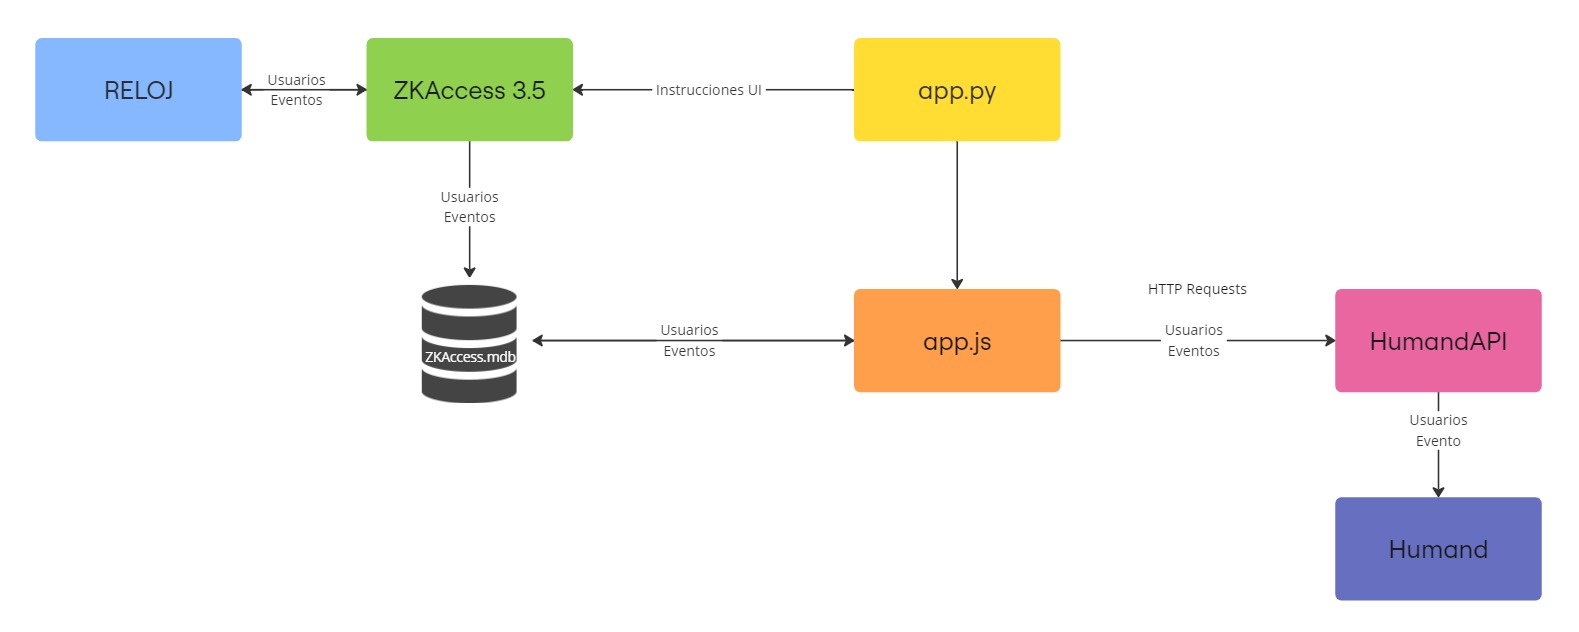 RELOJ
Usuarios
Eventos
ZKAccess 3.5
Instrucciones UI
app.py
Usuarios
Eventos
ZKAccess.mdb
Usuarios
Eventos
app.js
HTTP Requests
Usuarios
Eventos
HumandAPI
Usuarios
Evento
Humand